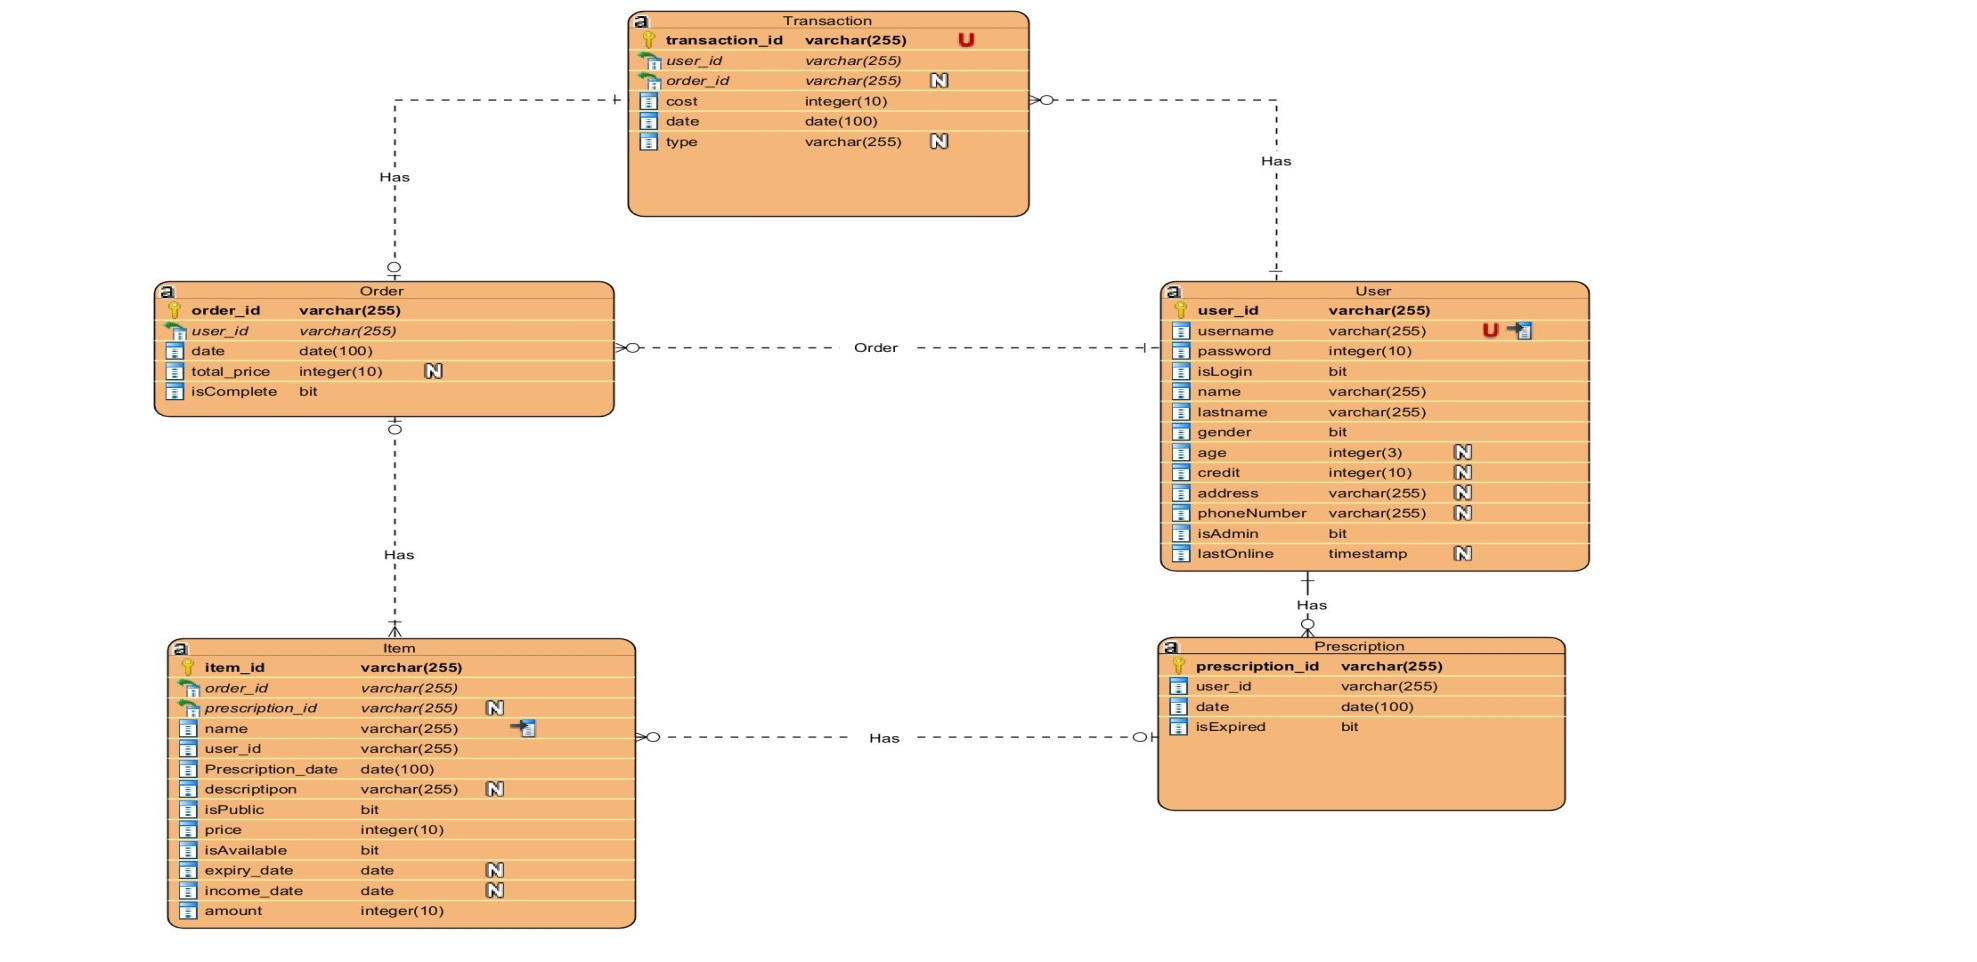 Transaction
transaction_id varchar(255) U
user_id varchar(255)
order_id varchar(255) N
cost integer(10)
date date(100)
type varchar(255) N
Has
Has
Order
order_id varchar(255)
user_id varchar(255)
date date(100)
total_price integer(10) N
isComplete bit
Order
User
user_id varchar(255)
username varchar(255) U
password integer(10)
isLogin bit
name varchar(255)
lastname varchar(255)
gender bit
age integer(3) N
credit integer(10) N
address varchar(255) N
phoneNumber varchar(255) N
isAdmin bit
lastOnline timestamp N
Has
Has
Item
item_id varchar(255)
order_id varchar(255)
prescription_id varchar(255) N
name varchar(255)
user_id varchar(255)
Prescription_date date(100)
descriptipon varchar(255) N
isPublic bit
price integer(10)
isAvailable bit
expiry_date date N
income_date date N
amount integer(10)
Has
Prescription
prescription_id varchar(255)
user_id varchar(255)
date date(100)
isExpired bit